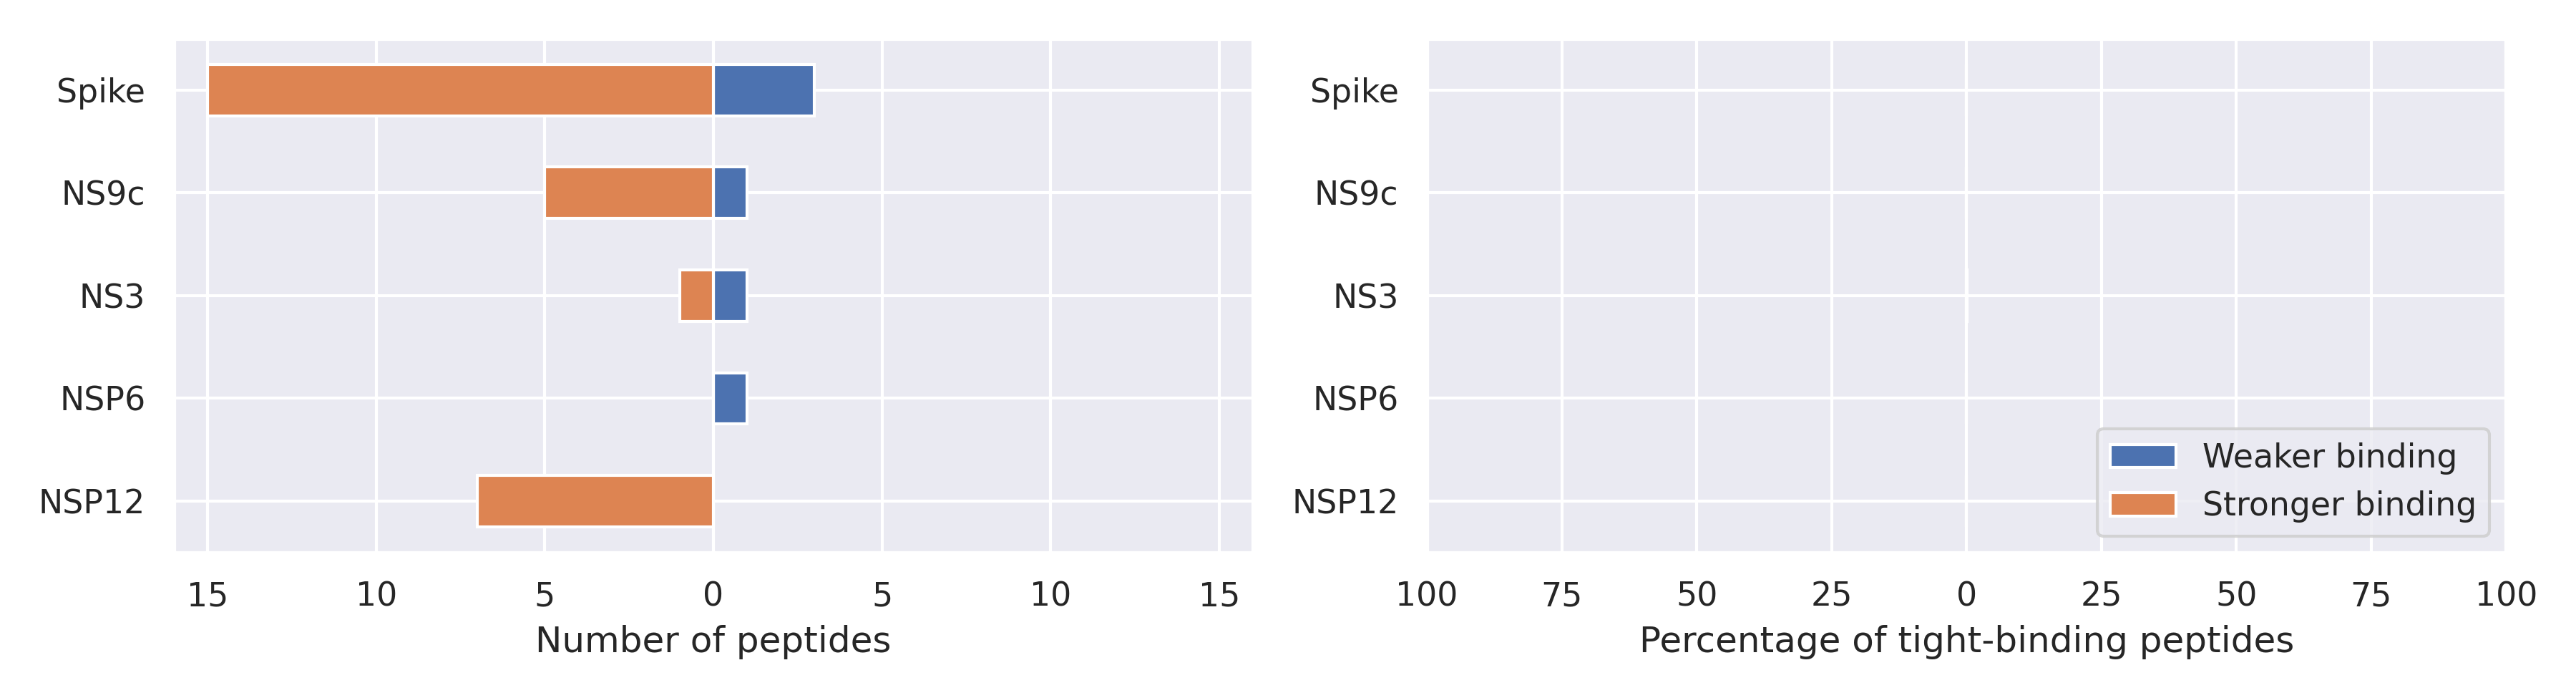 Spike
NS9c
NS3
NSP6
NSP12
15 10 5 0 5 10 15
Number of peptides
Spike
NS9c
NS3
NSP6
NSP12
Weaker binding
Stronger binding
100 75 50 25 0 25 50 75 100
Percentage of tight-binding peptides